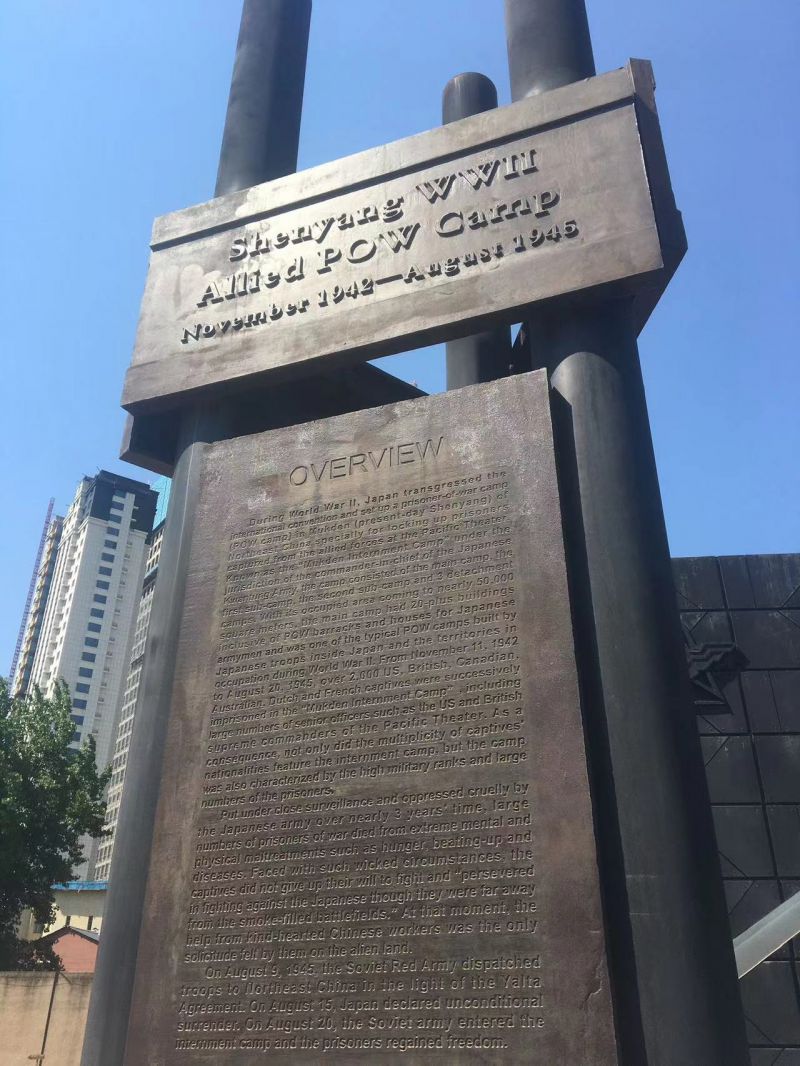 Shenyang WWII
Allied POW Camp
November 1942—August 1945
OVERVIEW
During World War II, Japan transgressed the
international convention and set up a prisoner-of-war camp
(POW camp) in Mukden (present-day Shenyang) of
Northeast China specially for locking up prisoners
captured from the allied forces at the Pacific Theater.
Known as the "Mukden Internment Camp" under the
jurisdiction of the commander-in-chief of the Japanese
Kwantung Army, the camp consisted of the main camp, the
first sub-camp, the second sub-camp and 3 detachment
camps. With its occupied area coming to nearly 50,000
square meters, the main camp had 20-plus buildings
inclusive of POW barracks and houses for Japanese
armymen and was one of the typical POW camps built by
Japanese troops inside Japan and the territories in
occupation during World War II. From November 11, 1942
to August 20, 1945, over 2,000 US, British, Canadian,
Australian, Dutch and French captives were successively
imprisoned in the "Mukden Internment Camp", including
large numbers of senior officers such as the US and British
supreme commanders of the Pacific Theater. As a
consequence, not only did the multiplicity of captives'
nationalities feature the internment camp, but the camp
was also characterized by the high military ranks and large
numbers of the prisoners.
Put under close surveillance and oppressed cruelly by
the Japanese army over nearly 3 years' time, large
numbers of prisoners of war died from extreme mental and
physical maltreatments such as hunger, beating-up and
diseases. Faced with such wicked circumstances, the
captives did not give up their will to fight and "persevered
in fighting against the Japanese though they were far away
from the smoke-filled battlefields." At that moment, the
help from kind-hearted Chinese workers was the only
solicitude felt by them on the alien land.
On August 9, 1945, the Soviet Red Army dispatched
troops to Northeast China in the light of the Yalta
Agreement. On August 15, Japan declared unconditional
surrender. On August 20, the Soviet army entered the
internment camp and the prisoners regained freedom.